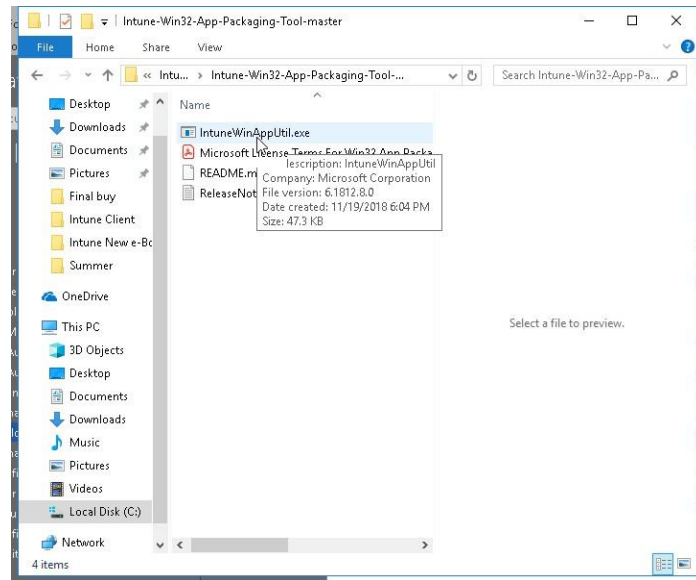 Intune-Win32-App-Packaging-Tool-master
File Home Share View
« Intu... › Intune-Win32-App-Packaging-Tool-... Search Intune-Win32-App-Pa...
Desktop
Downloads
Documents
Pictures
Final buy
Intune Client
Intune New e-Bo
Summer
OneDrive
This PC
3D Objects
Desktop
Documents
Downloads
Music
Pictures
Videos
Local Disk (C:)
Network
Name
IntuneWinAppUtil.exe
Microsoft License Terms For Win32 App Packa
README.m
ReleaseNot
lescription: IntuneWinAppUtil
Company: Microsoft Corporation
File version: 6.1812.8.0
Date created: 11/19/2018 6:04 PM
Size: 47.3 KB
Select a file to preview.
4 items